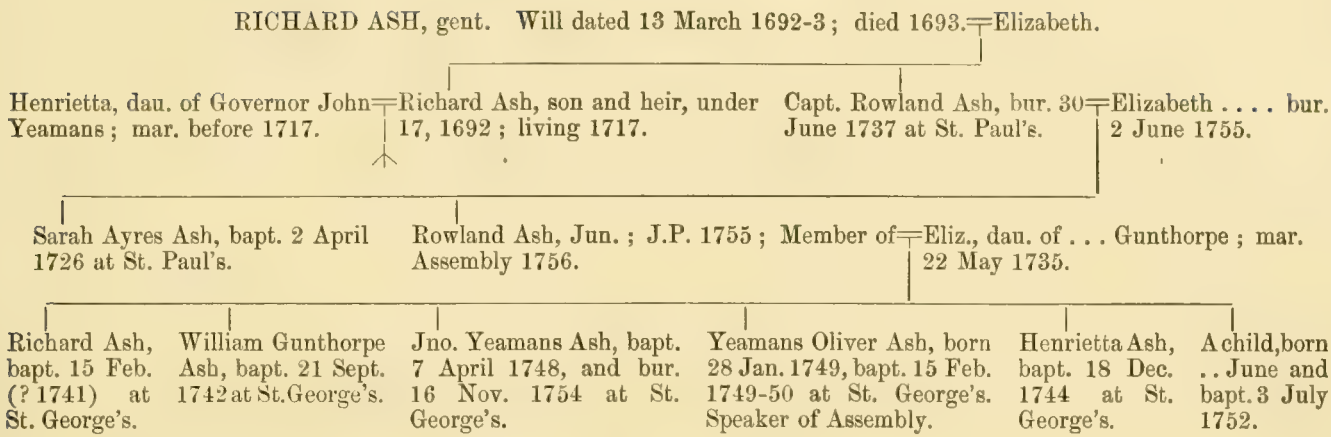 RICHARD ASH, gent. Will dated 13 March 1692-3; died 1693.=Elizabeth.
Henrietta, dau. of Governor John=Richard Ash, son and heir, under
Yeamans; mar. before 1717. 17, 1692; living 1717.
Capt. Rowland Ash, bur. 30=Elizabeth .... bur.
June 1737 at St. Paul's. 2 June 1755.
Sarah Ayres Ash, bapt. 2 April
1726 at St. Paul's.
Rowland Ash, Jun.; J.P. 1755; Member of=Eliz., dau. of ... Gunthorpe; mar.
Assembly 1756. 22 May 1735.
Richard Ash,
bapt. 15 Feb.
(? 1741) at
St. George's.
William Gunthorpe
Ash, bapt. 21 Sept.
1742 at St. George's.
Jno. Yeamans Ash, bapt.
7 April 1748, and bur.
16 Nov. 1754 at St.
George's.
Yeamans Oliver Ash, born
28 Jan. 1749, bapt. 15 Feb.
1749-50 at St. George's.
Speaker of Assembly.
Henrietta Ash,
bapt. 18 Dec.
1744 at St.
George's.
A child, born
.. June and
bapt. 3 July
1752.